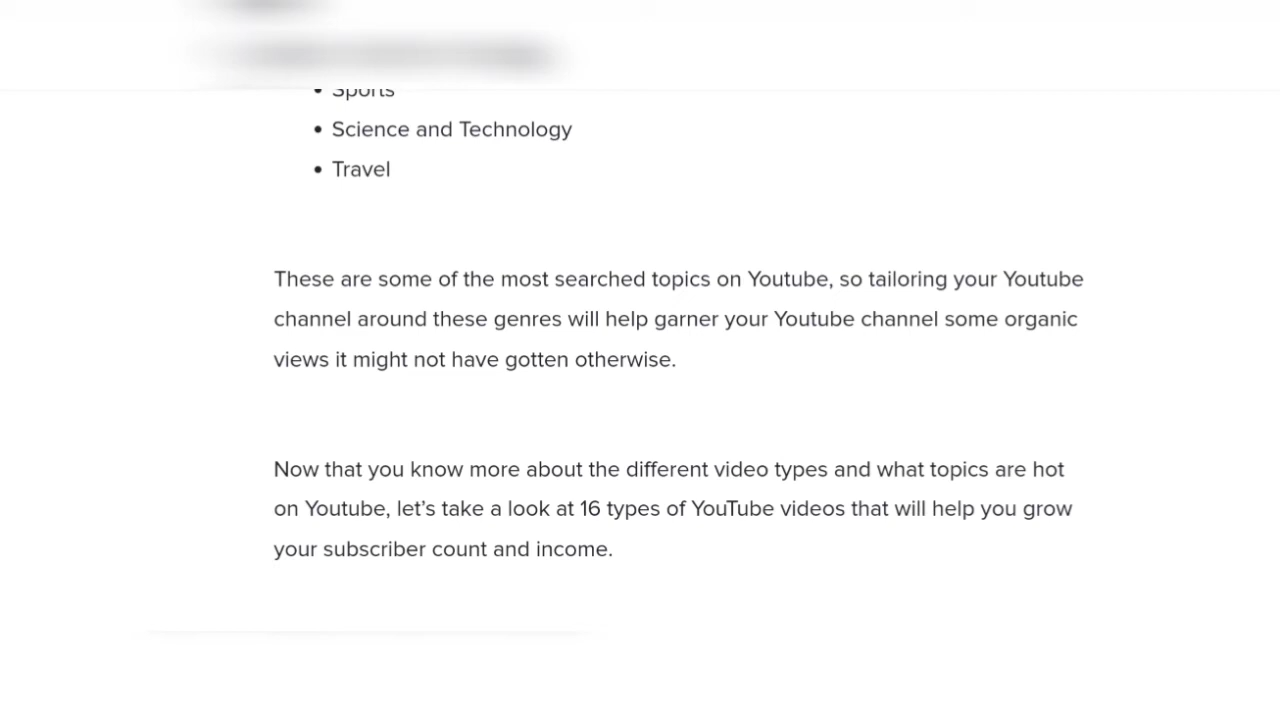 • Sports
• Science and Technology
• Travel
These are some of the most searched topics on Youtube, so tailoring your Youtube
channel around these genres will help garner your Youtube channel some organic
views it might not have gotten otherwise.
Now that you know more about the different video types and what topics are hot
on Youtube, let’s take a look at 16 types of YouTube videos that will help you grow
your subscriber count and income.